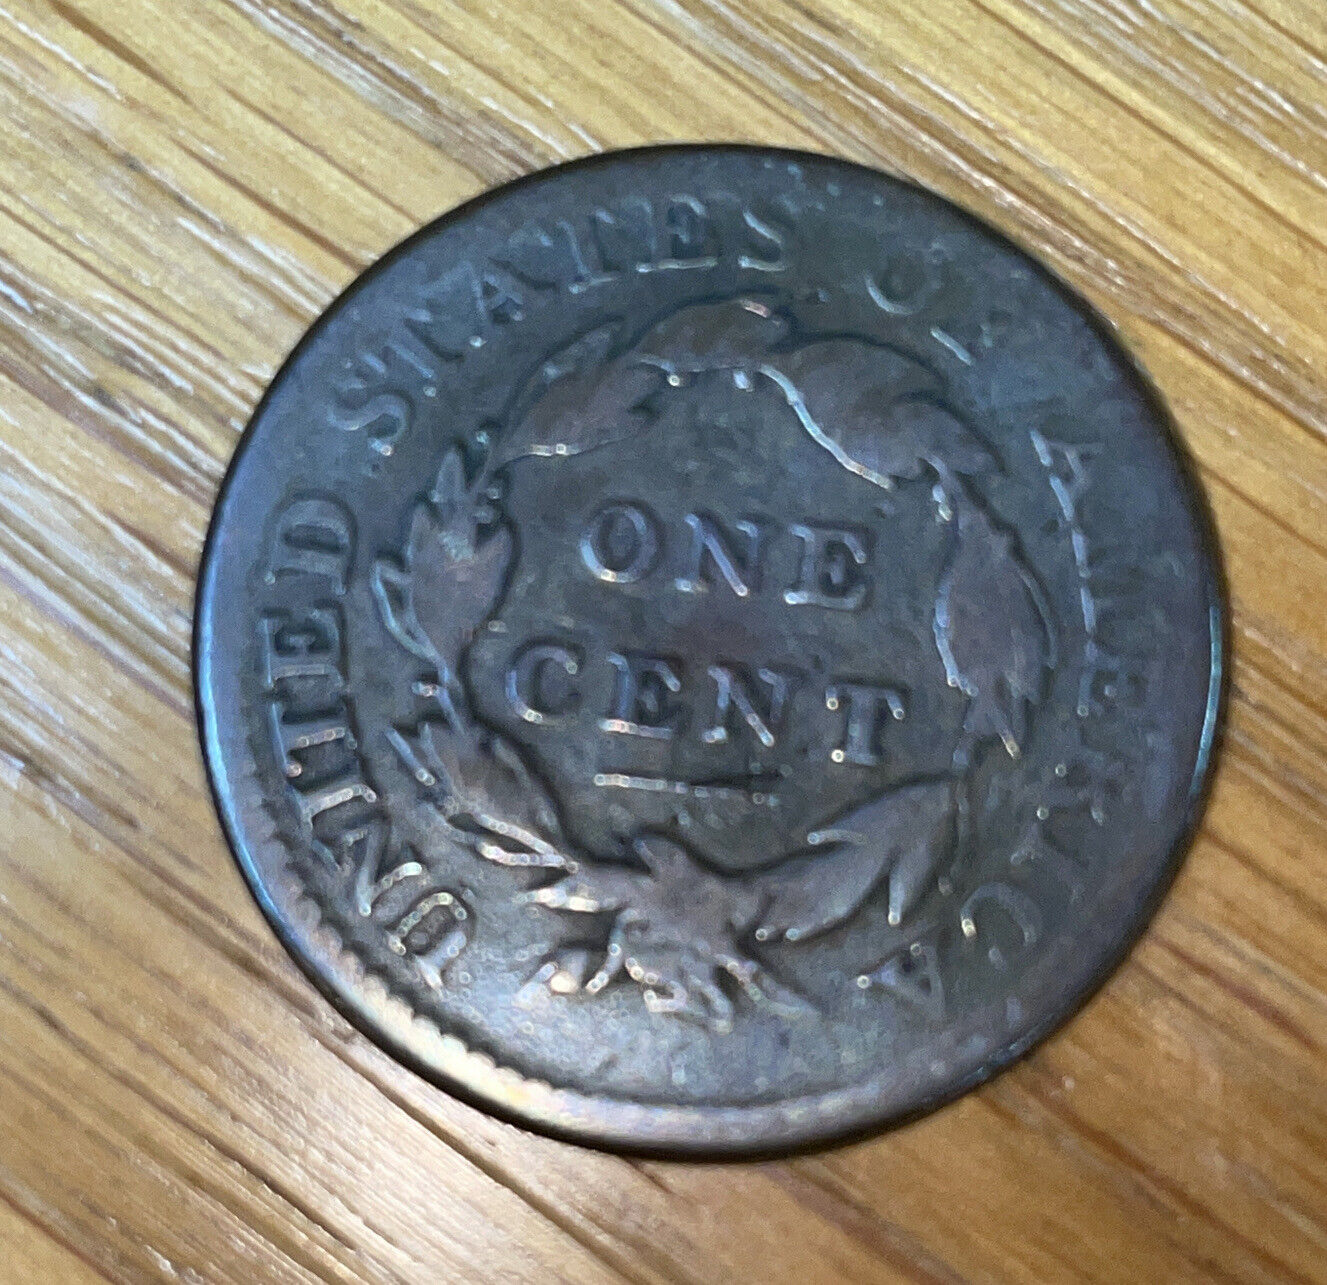 UNITED STATES OF AMERICA
ONE
CENT